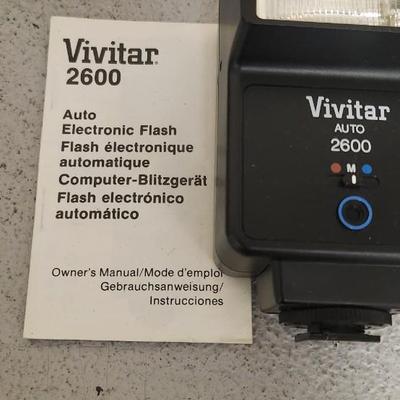 Vivitar®
2600
Auto
Electronic Flash
Flash électronique
automatique
Computer-Blitzgerät
Flash electrónico
automático
Owner's Manual/Mode d'emploi
Gebrauchsanweisung/
Instrucciones
Vivitar
AUTO
2600
M